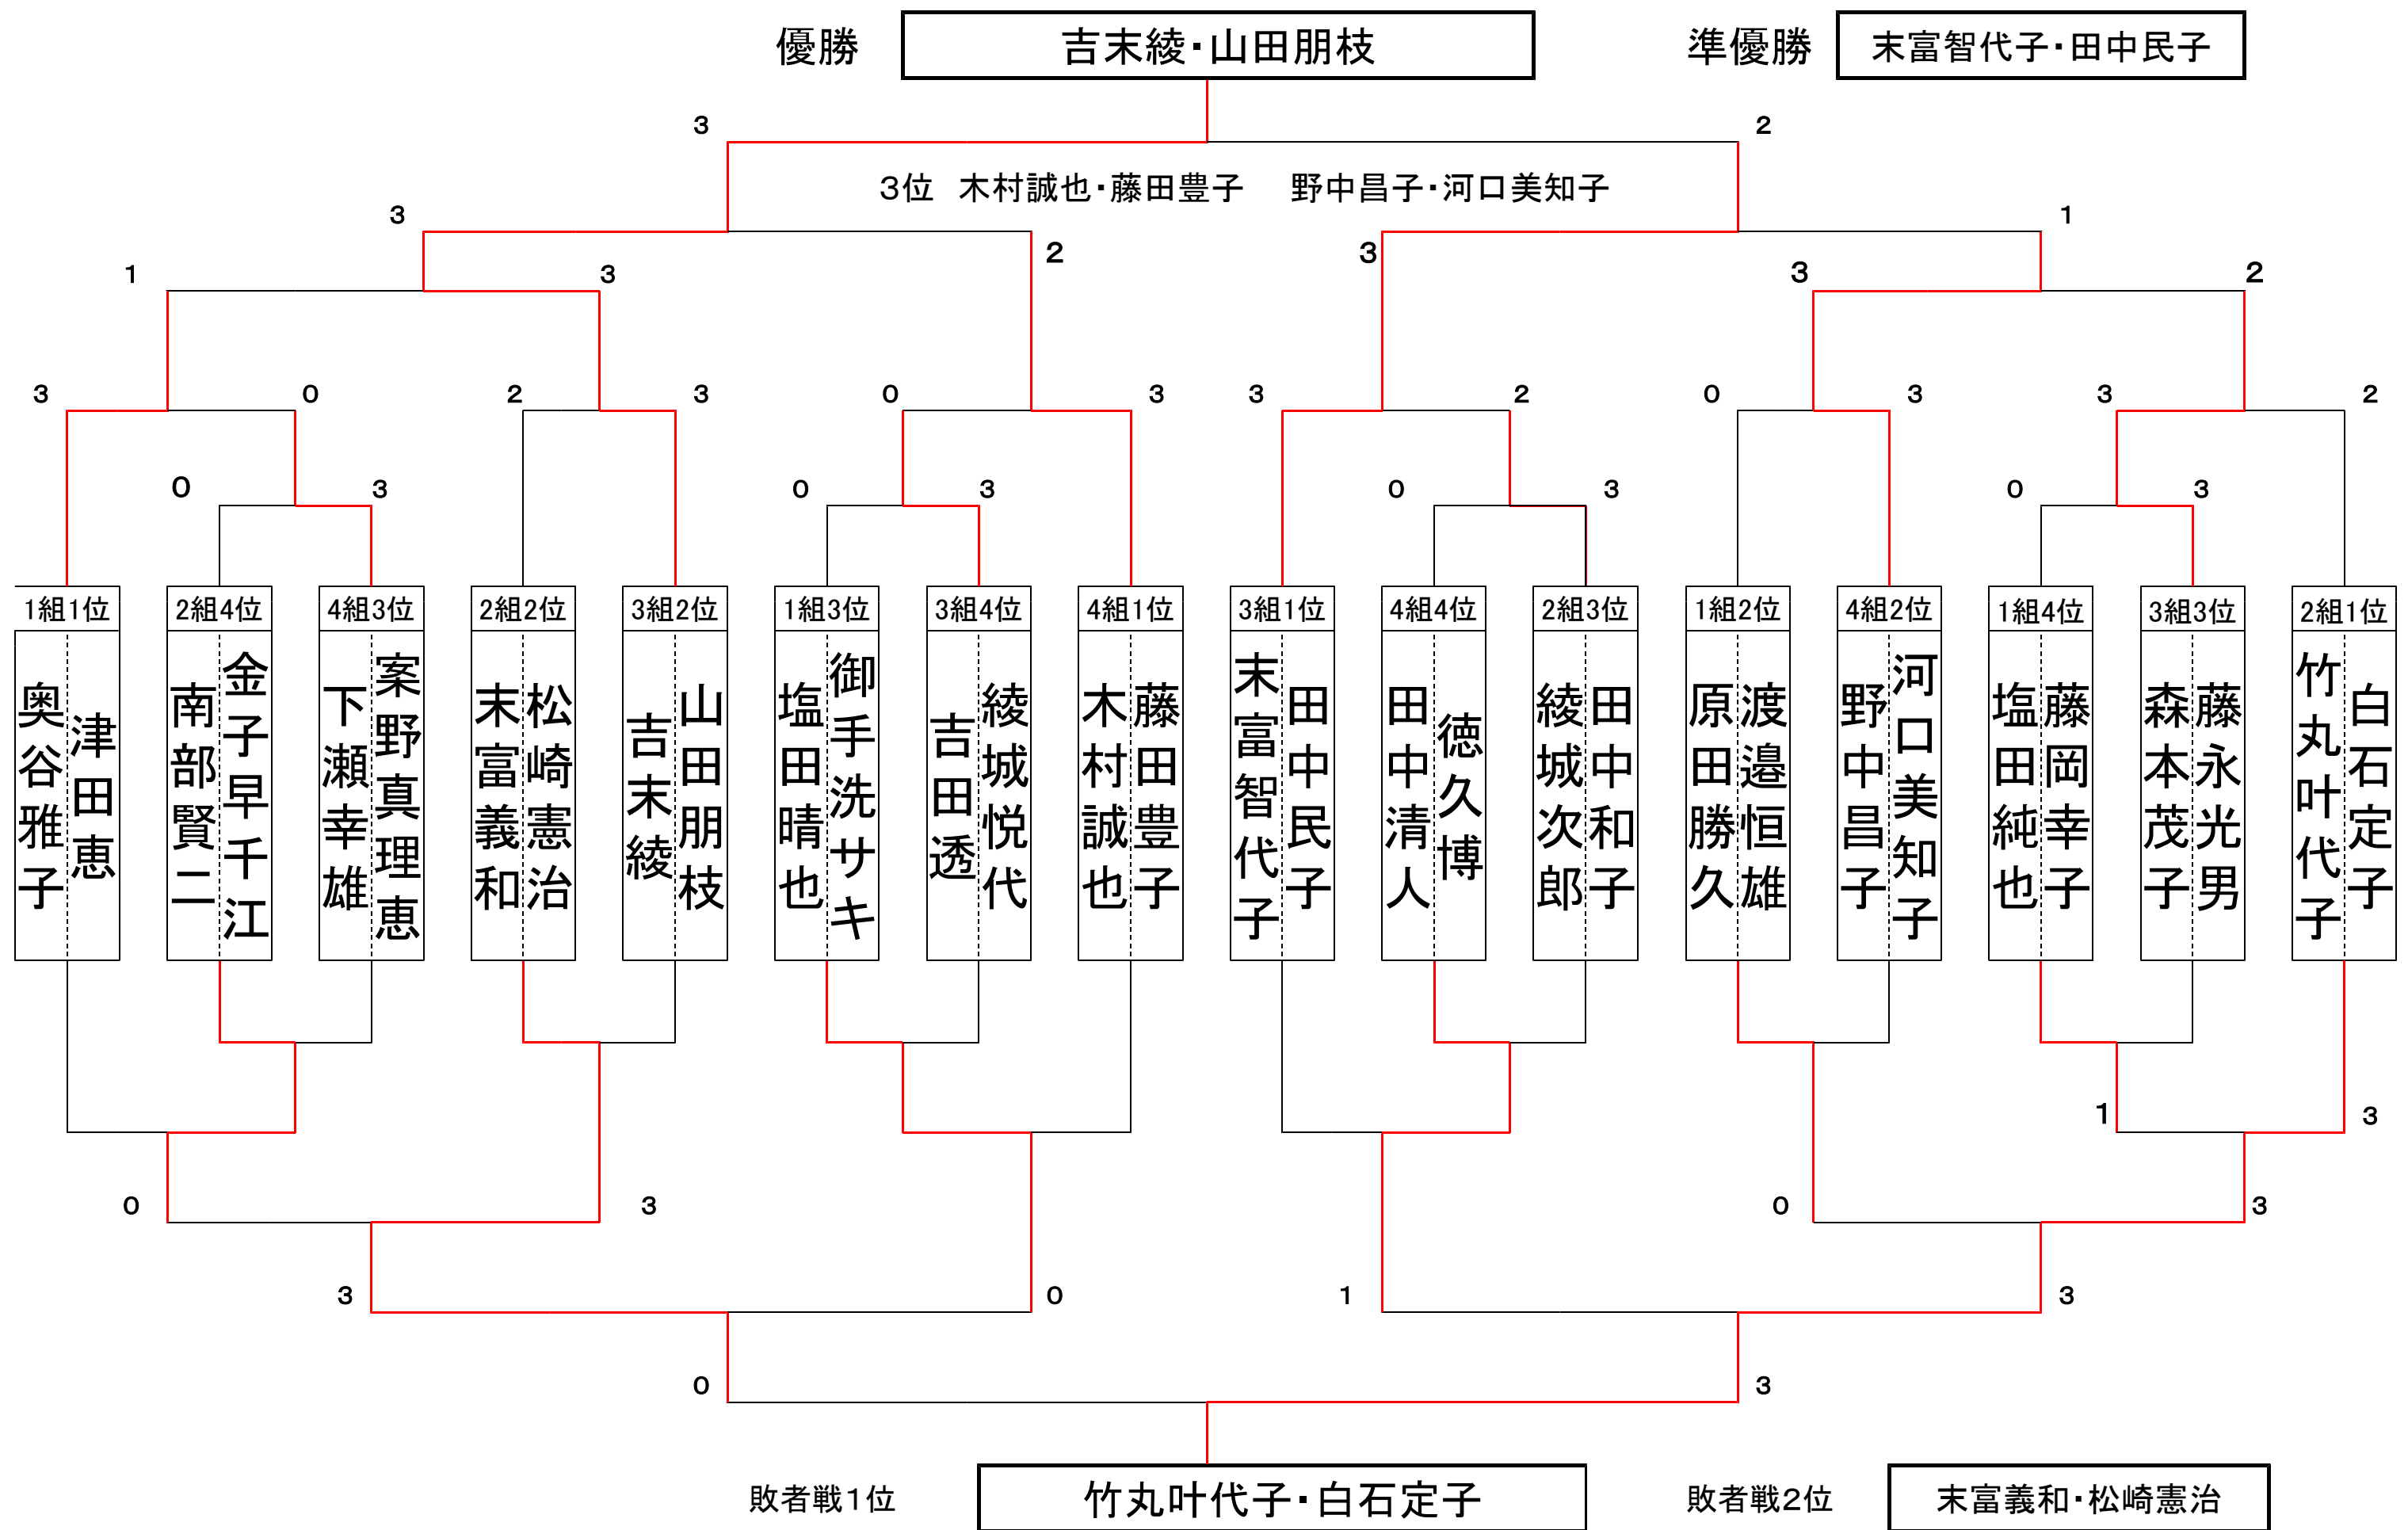 優勝 吉末綾・山田朋枝 準優勝 末富智代子・田中民子
3 2
3位 木村誠也・藤田豊子 野中昌子・河口美知子
3 1
2 3
1 3 3 2
3 0 2 3 0 3 3 2 0 3 3 2
0 3 0 3 0 3 0 3
1組1位 2組4位 4組3位 2組2位 3組2位 1組3位 3組4位 4組1位 3組1位 4組4位 2組3位 1組2位 4組2位 1組4位 3組3位 2組1位
奥谷雅子
津田恵
南部賢二
金子早千江
下瀬幸雄
案野真理恵
末富義和
松崎憲治
吉末綾
山田朋枝
塩田晴也
御手洗サキ
吉田透
綾城悦代
木村誠也
藤田豊子
末富智代子
田中民子
田中清人
徳久博
綾城次郎
田中和子
原田勝久
渡邉恒雄
野中昌子
河口美知子
塩田純也
藤岡幸子
森本茂子
藤永光男
竹丸叶代子
白石定子
1 3
0 3 0 3
3 0 1 3
0 3
敗者戦1位 竹丸叶代子・白石定子 敗者戦2位 末富義和・松崎憲治